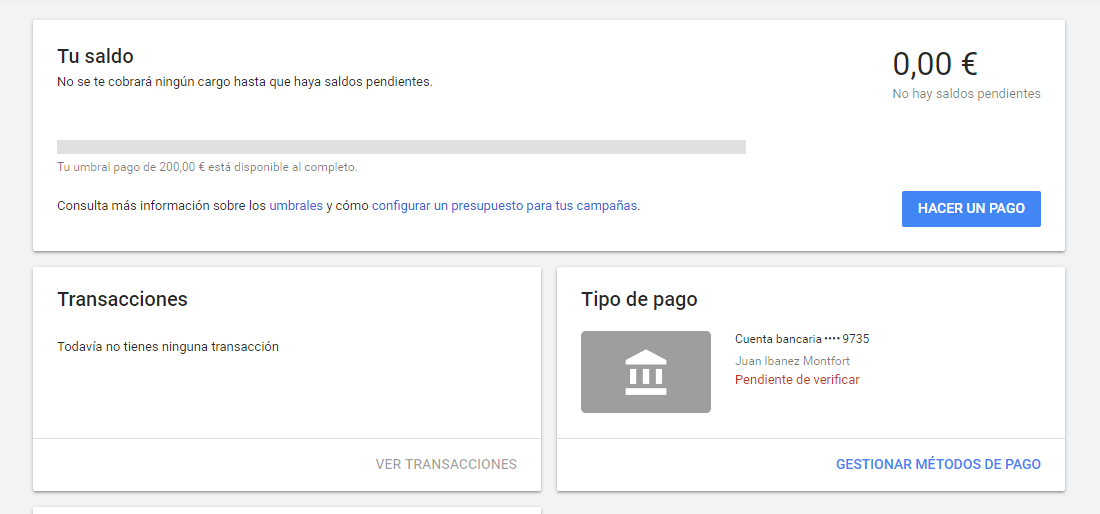 Tu saldo
No se te cobrará ningún cargo hasta que haya saldos pendientes.
0,00 €
No hay saldos pendientes
Tu umbral pago de 200,00 € está disponible al completo.
Consulta más información sobre los umbrales y cómo configurar un presupuesto para tus campañas.
HACER UN PAGO
Transacciones
Todavía no tienes ninguna transacción
VER TRANSACCIONES
Tipo de pago
Cuenta bancaria •••• 9735
Juan Ibanez Montfort
Pendiente de verificar
GESTIONAR MÉTODOS DE PAGO